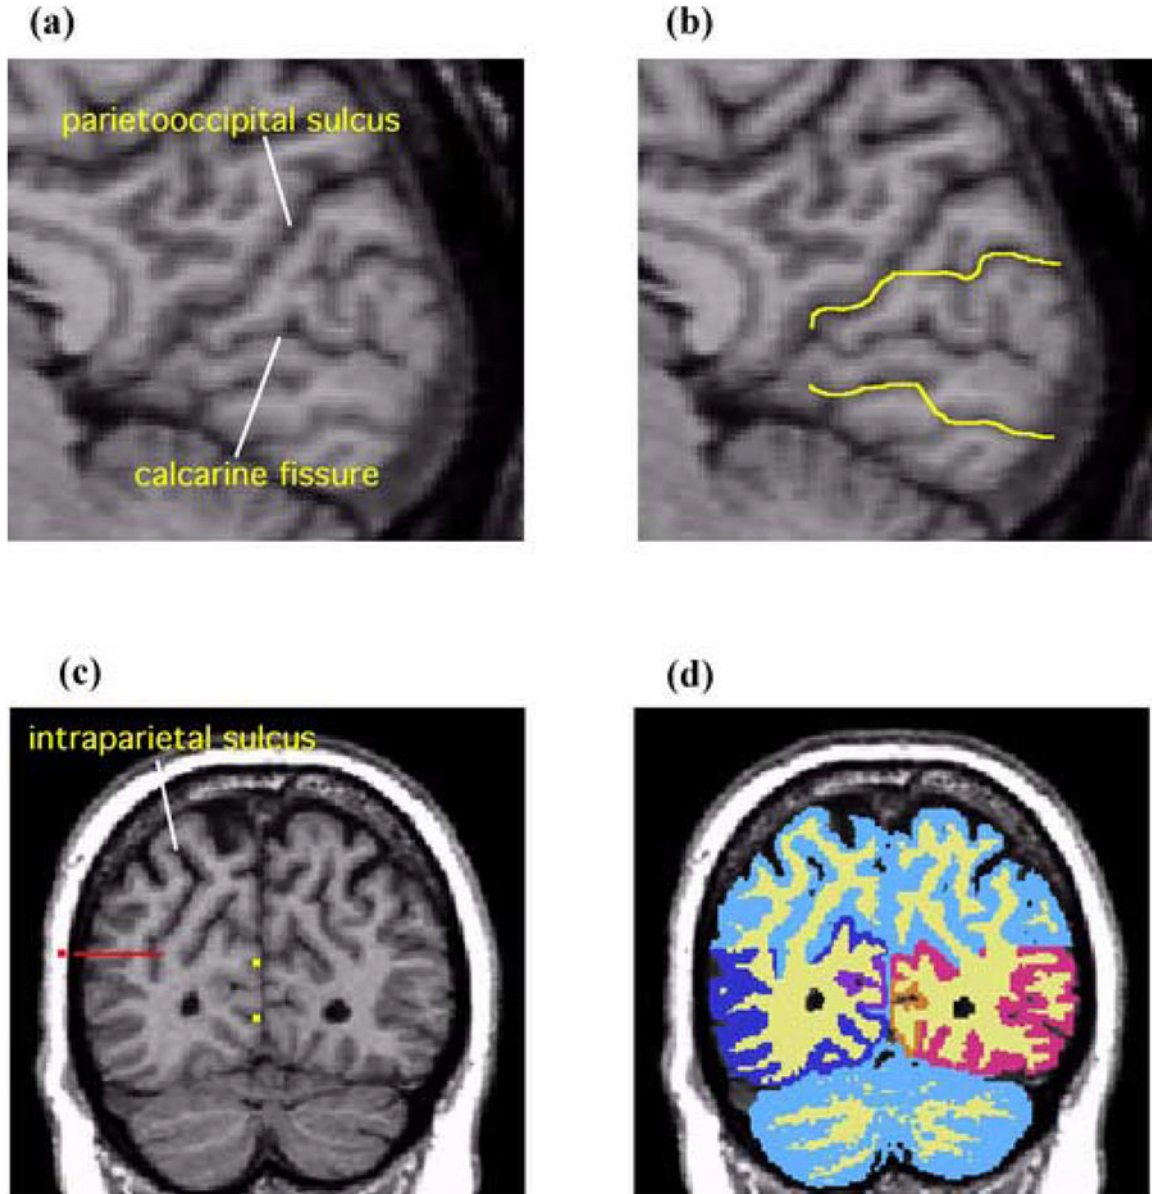 (a)
(b)
parietooccipital sulcus
calcarine fissure
(c)
(d)
intraparietal sulcus